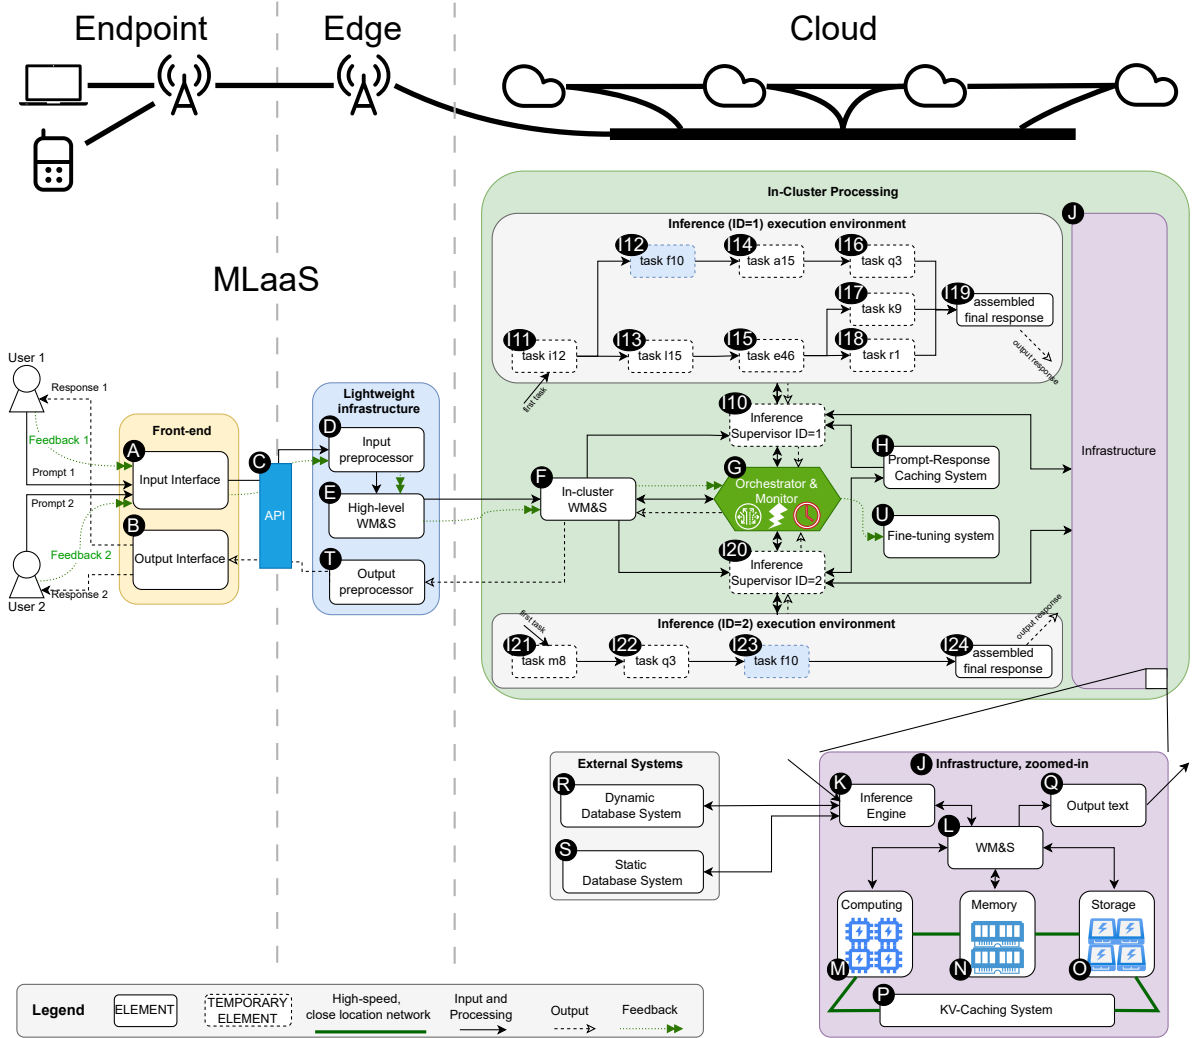 Endpoint
Edge
Cloud
MLaaS
In-Cluster Processing
Inference (ID=1) execution environment
J
I12
task f10
I14
task a15
I16
task q3
I17
task k9
I19
assembled
final response
I11
task i12
I13
task l15
I15
task e46
I18
task r1
first task
output response
User 1
Response 1
Feedback 1
Prompt 1
Prompt 2
Feedback 2
Response 2
User 2
Front-end
A
Input Interface
B
Output Interface
C
API
Lightweight
infrastructure
D
Input
preprocessor
E
High-level
WM&S
T
Output
preprocessor
F
In-cluster
WM&S
I10
Inference
Supervisor ID=1
G
Orchestrator &
Monitor
H
Prompt-Response
Caching System
U
Fine-tuning system
I20
Inference
Supervisor ID=2
Infrastructure
Inference (ID=2) execution environment
first task
output response
I21
task m8
I22
task q3
I23
task f10
I24
assembled
final response
External Systems
R
Dynamic
Database System
S
Static
Database System
J
Infrastructure, zoomed-in
K
Inference
Engine
Q
Output text
L
WM&S
Computing
M
Memory
N
Storage
O
P
KV-Caching System
Legend
ELEMENT
TEMPORARY
ELEMENT
High-speed,
close location network
Input and
Processing
Output
Feedback